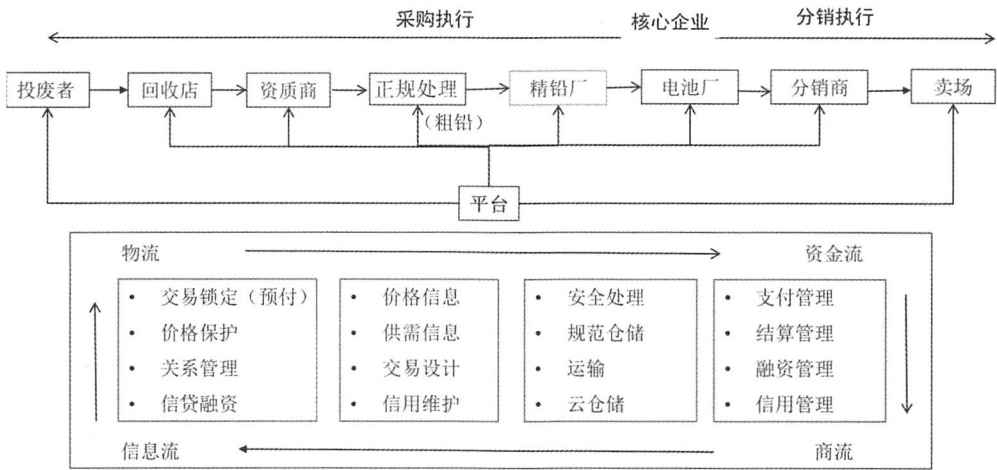 采购执行 核心企业 分销执行
投废者 回收店 资质商 正规处理 精铅厂 电池厂 分销商 卖场
（粗铅）
平台
物流 资金流
• 交易锁定（预付）
• 价格保护
• 关系管理
• 信贷融资
• 价格信息
• 供需信息
• 交易设计
• 信用维护
• 安全处理
• 规范仓储
• 运输
• 云仓储
• 支付管理
• 结算管理
• 融资管理
• 信用管理
信息流 商流